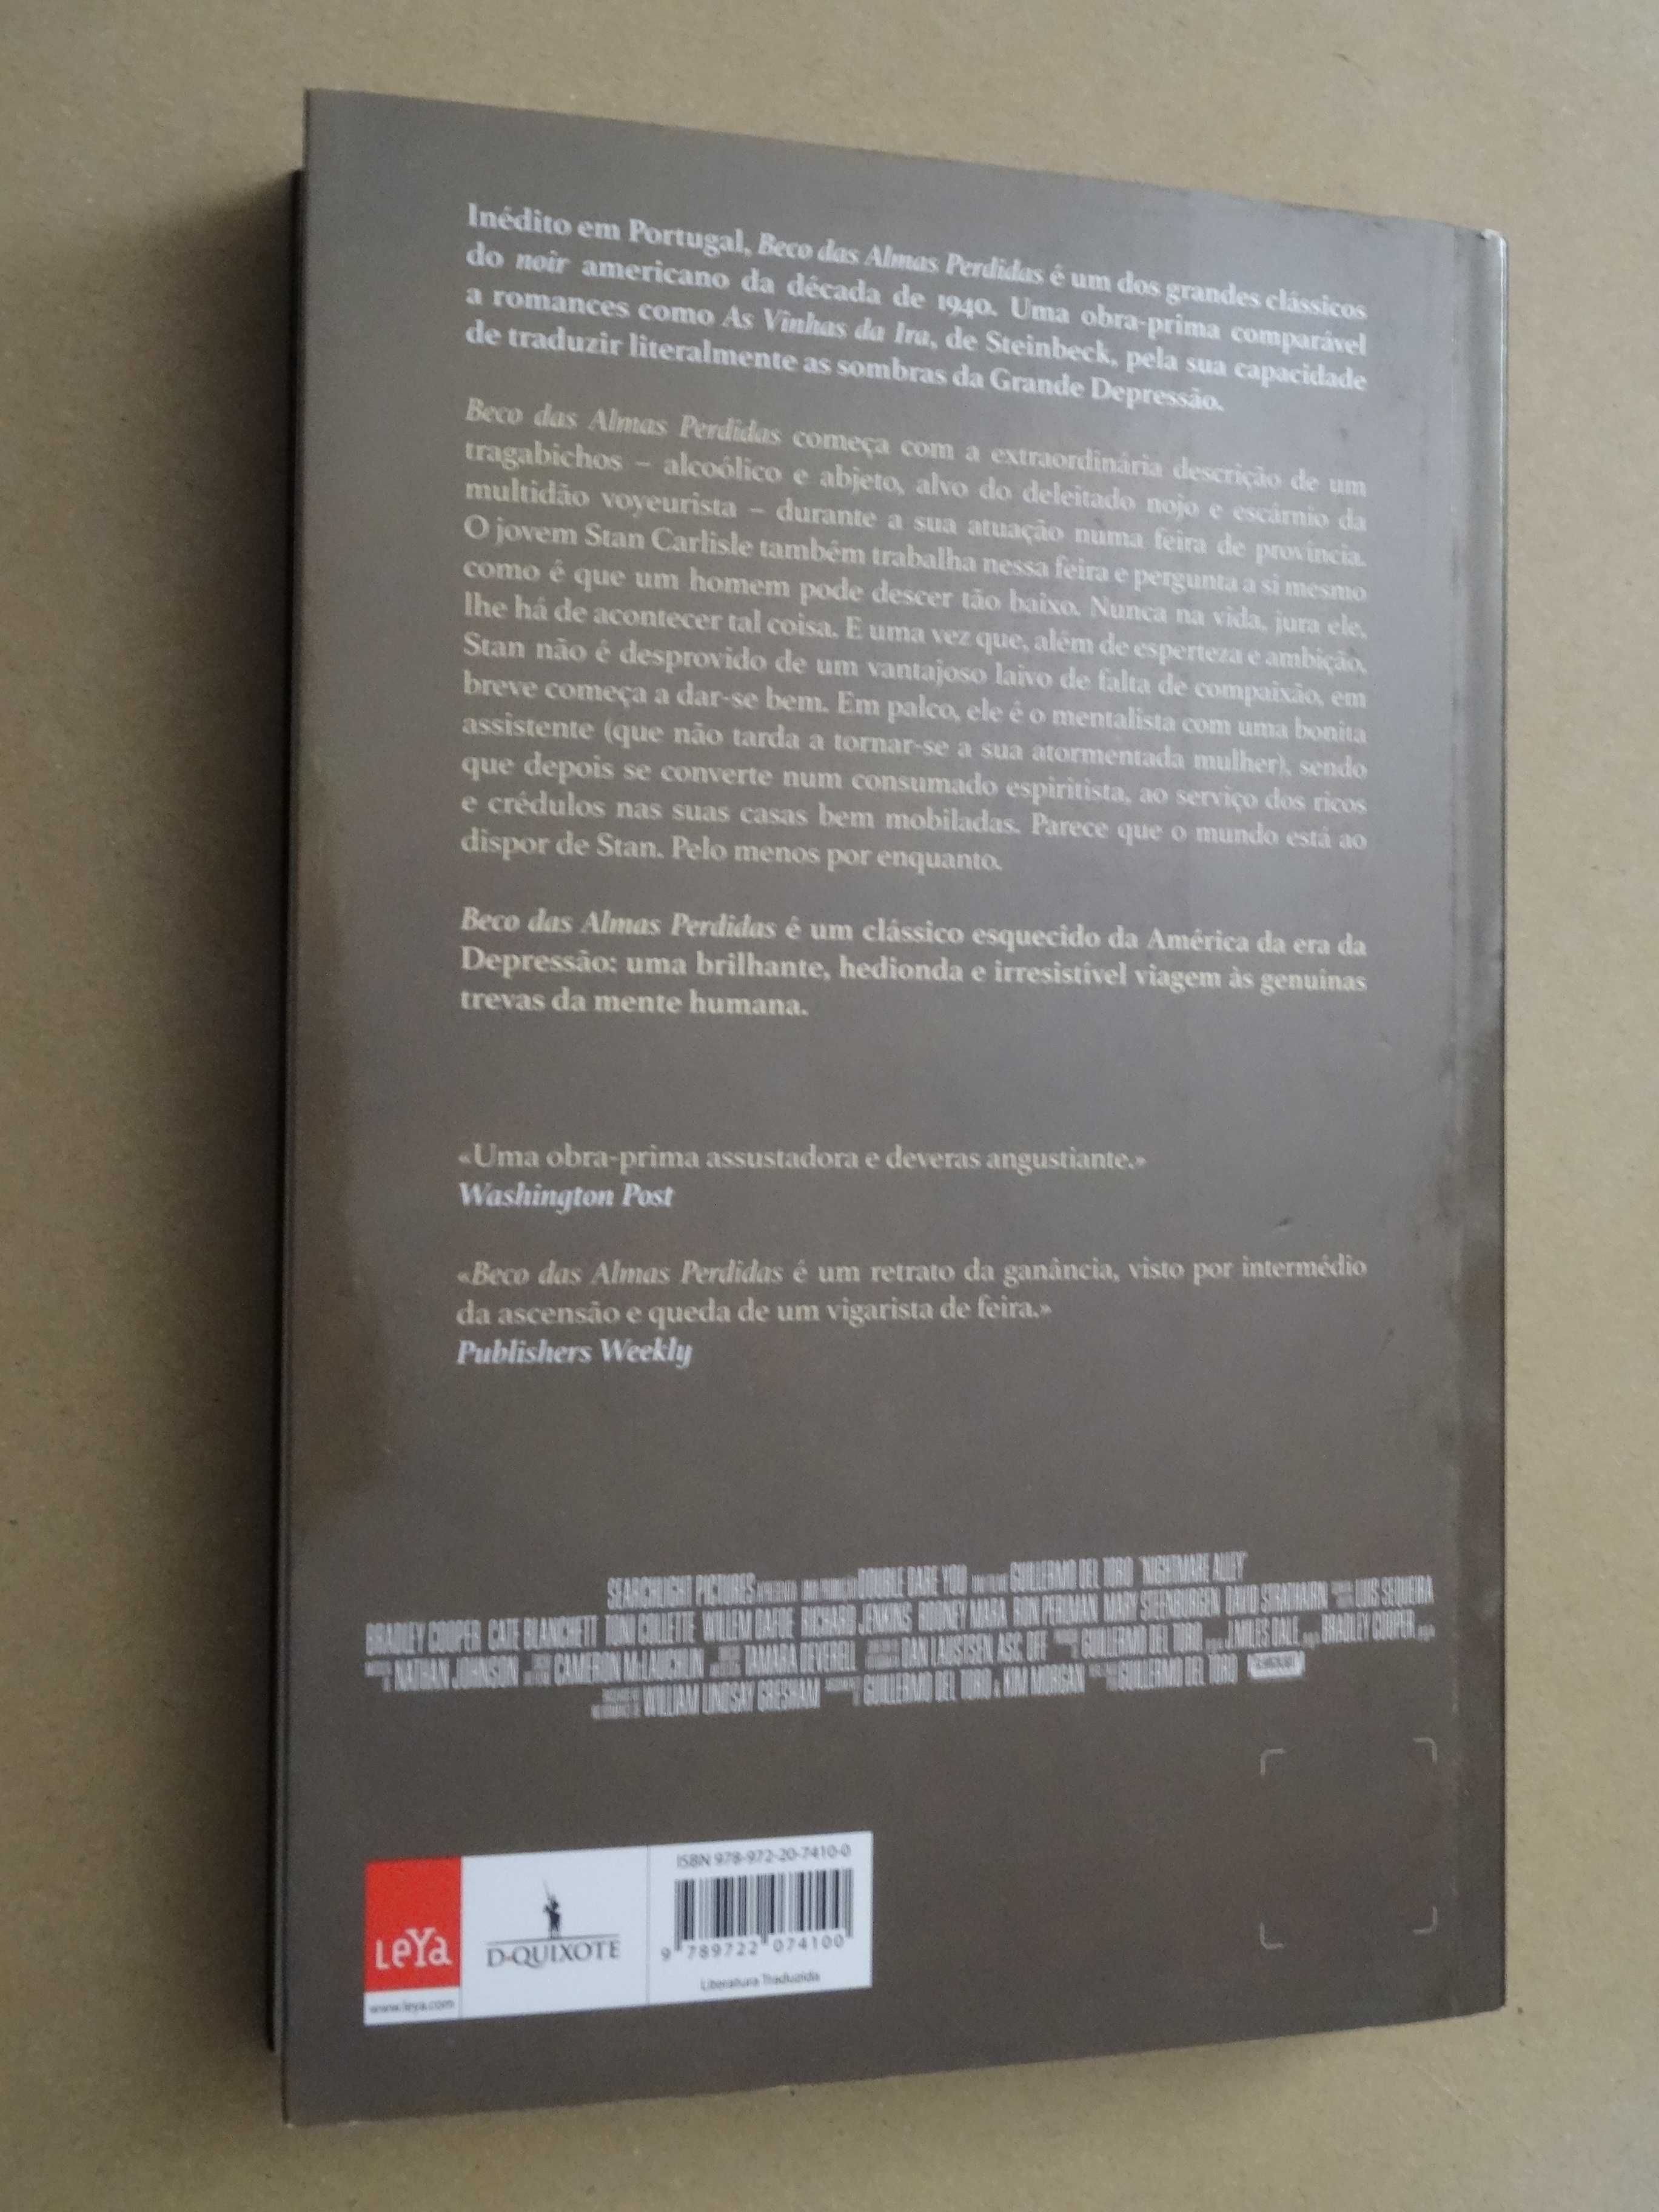 Inédito em Portugal, Beco das Almas Perdidas é um dos grandes clássicos
do noir americano da década de 1940. Uma obra-prima comparável
a romances como As Vinhas da Ira, de Steinbeck, pela sua capacidade
de traduzir literalmente as sombras da Grande Depressão.
Beco das Almas Perdidas começa com a extraordinária descrição de um
tragabichos – alcoólico e abjeto, alvo do deleitado nojo e escárnio da
multidão voyeurista – durante a sua atuação numa feira de província.
O jovem Stan Carlisle também trabalha nessa feira e pergunta a si mesmo
como é que um homem pode descer tão baixo. Nunca na vida, jura ele,
lhe há de acontecer tal coisa. E uma vez que, além de esperteza e ambição,
Stan não é desprovido de um vantajoso laivo de falta de compaixão, em
breve começa a dar-se bem. Em palco, ele é o mentalista com uma bonita
assistente (que não tarda a tornar-se a sua atormentada mulher), sendo
que depois se converte num consumado espiritista, ao serviço dos ricos
e crédulos nas suas casas bem mobiladas. Parece que o mundo está ao
dispor de Stan. Pelo menos por enquanto.
Beco das Almas Perdidas é um clássico esquecido da América da era da
Depressão: uma brilhante, hedionda e irresistível viagem às genuínas
trevas da mente humana.
«Uma obra-prima assustadora e deveras angustiante.»
Washington Post
«Beco das Almas Perdidas é um retrato da ganância, visto por intermédio
da ascensão e queda de um vigarista de feira.»
Publishers Weekly
SEARCHLIGHT PICTURES DOUBLE DARE YOU GUILLERMO DEL TORO "NIGHTMARE ALLEY"
BRADLEY COOPER CATE BLANCHETT TONI COLLETTE WILLEM DAFOE RICHARD JENKINS ROONEY MARA RON PERLMAN MARY STEENBURGEN DAVID STRATHAIRN LUIS SEQUEIRA
NATHAN JOHNSON CAMERON McLAUCHLIN TAMARA DEVERELL DAN LAUSTSEN, ASC, DFF GUILLERMO DEL TORO J. MILES DALE BRADLEY COOPER
WILLIAM LINDSAY GRESHAM GUILLERMO DEL TORO & KIM MORGAN GUILLERMO DEL TORO
LeYa
www.leya.com
D·QUIXOTE
ISBN 978-972-20-7410-0
9 789722 074100
Literatura Traduzida